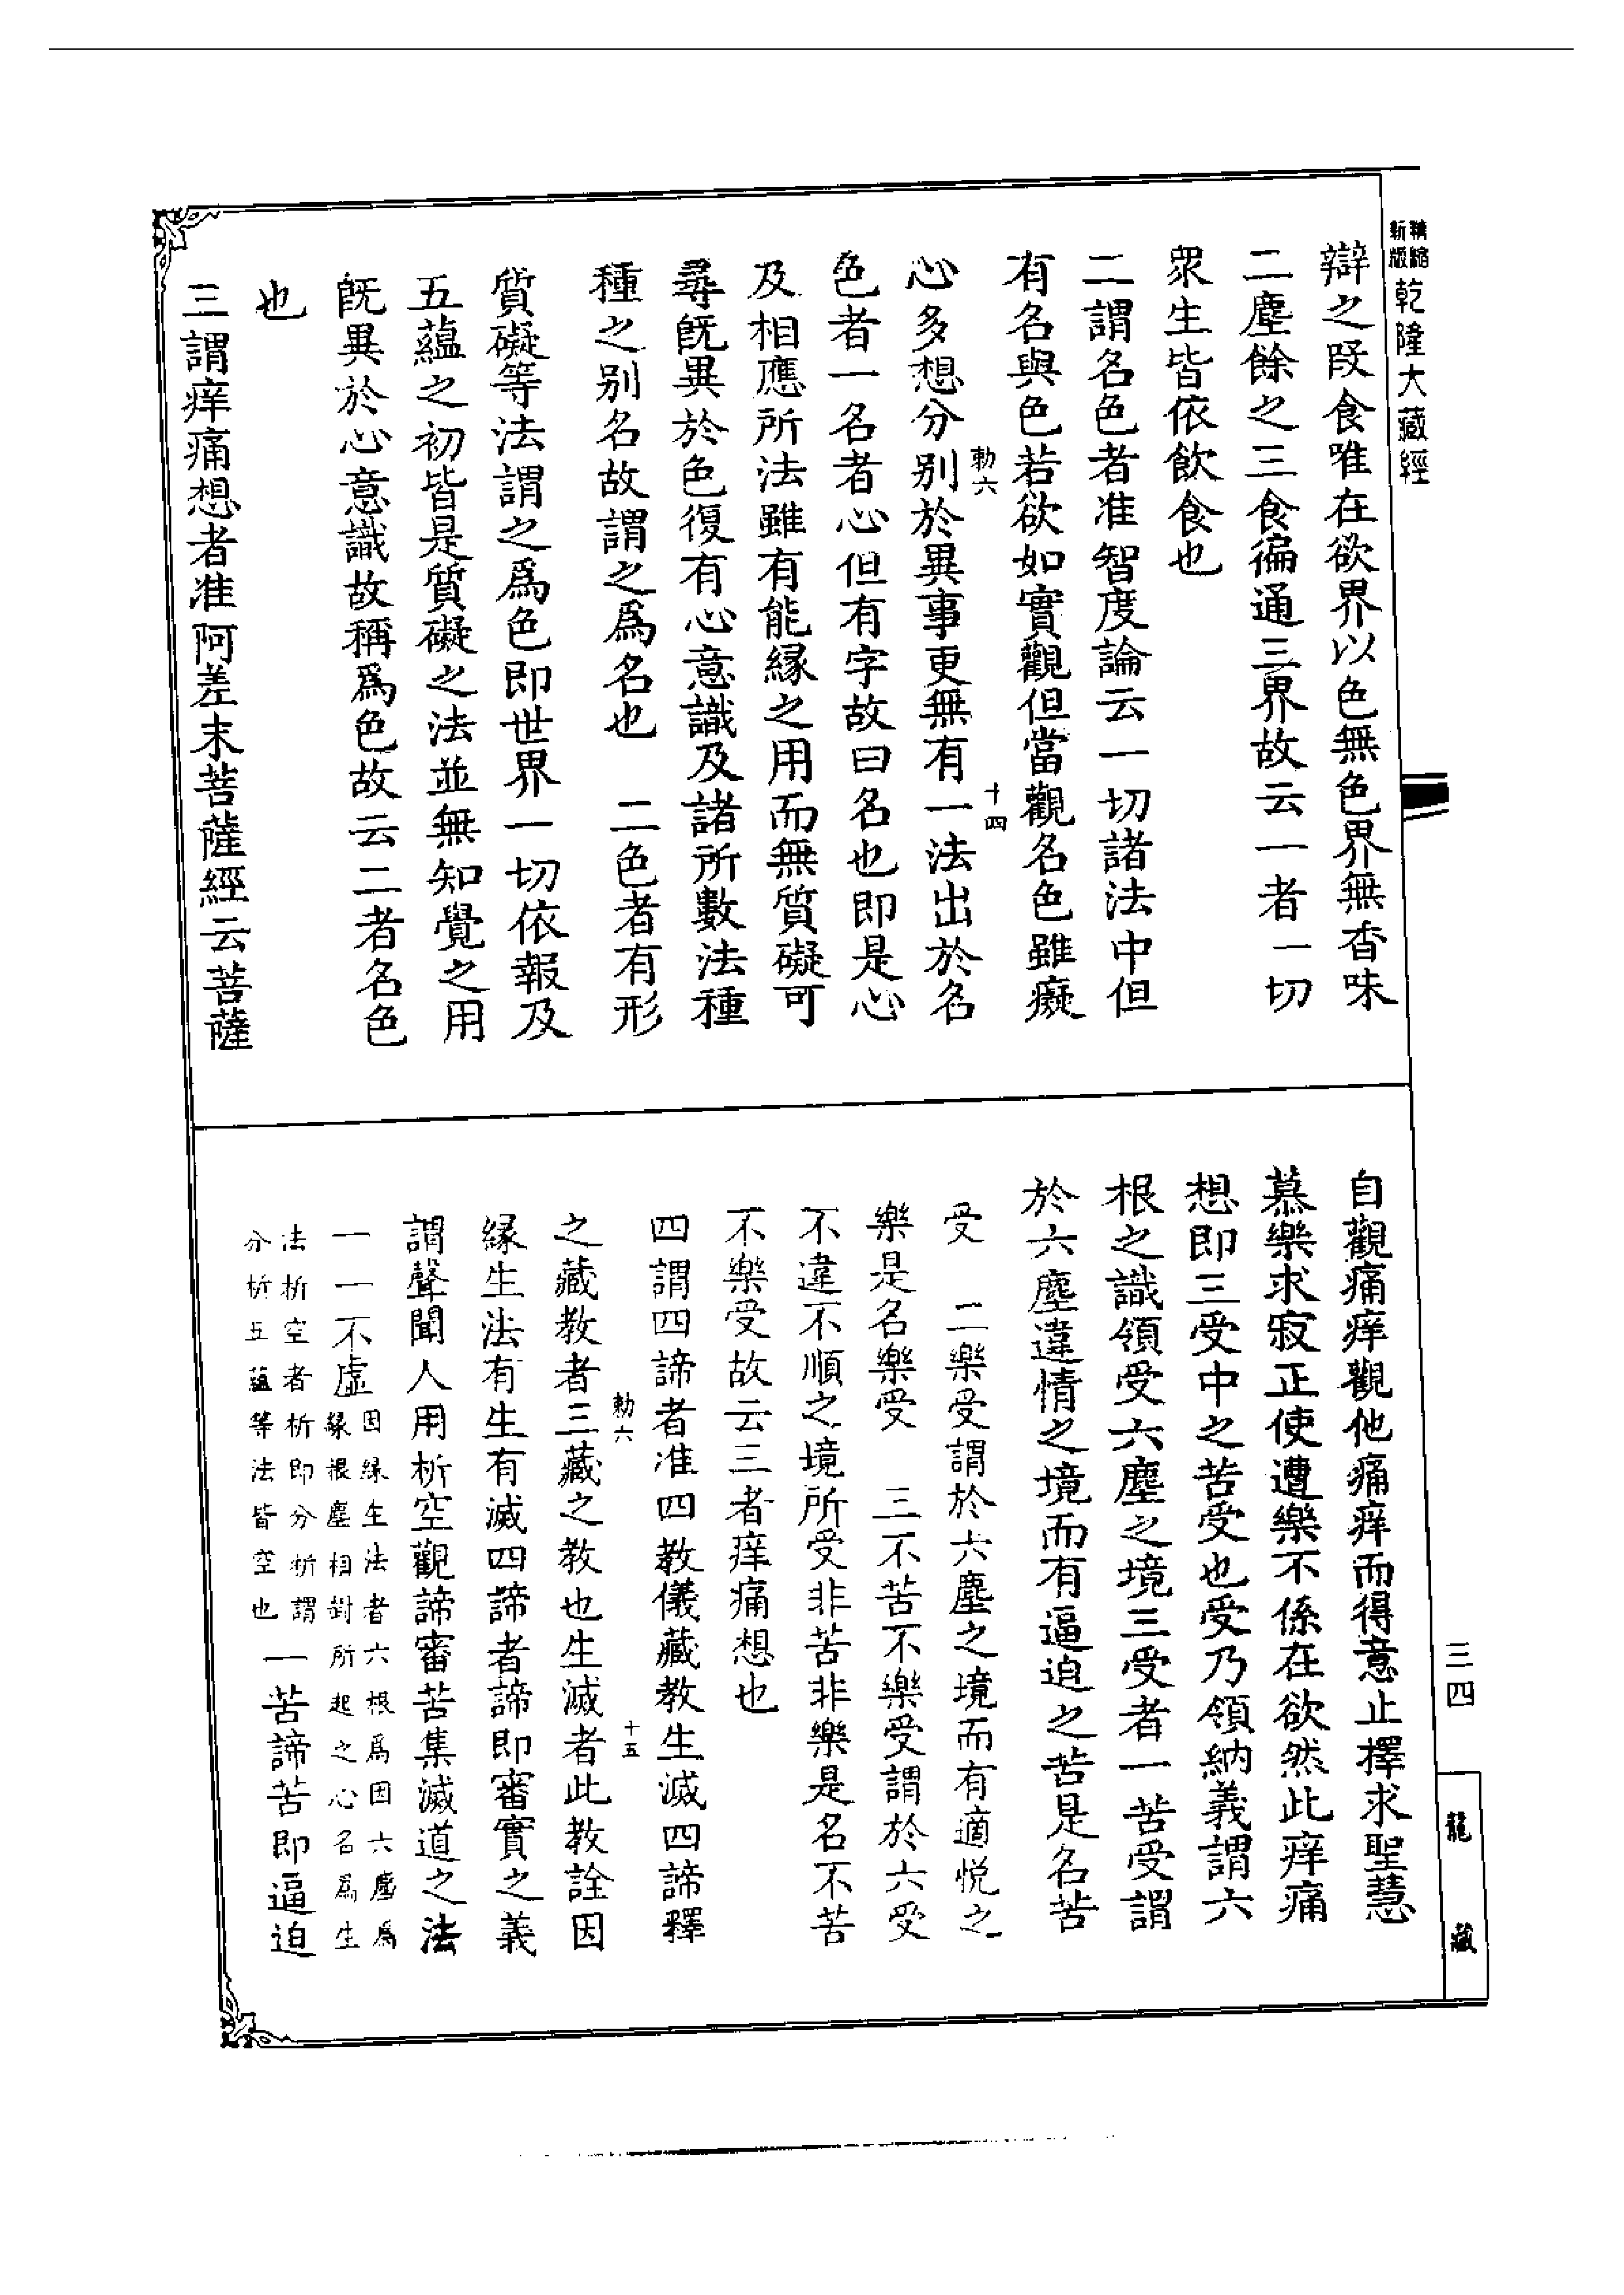 精縮新版乾隆大藏經
辯之段食唯在欲界以色無色界無香味
二塵餘之三食徧通三界故云一者一切
衆生皆依飲食也
二謂名色者准智度論云一切諸法中但
有名與色若欲如實觀但當觀名色雖癡
勅六
十四
心多想分别於異事更無有一法出於名
色者一名者心但有字故曰名也即是心
及相應所法雖有能緣之用而無質礙可
尋既異於色復有心意識及諸所數法種
種之别名故謂之爲名也　二色者有形
質礙等法謂之爲色即世界一切依報及
五蘊之初皆是質礙之法並無知覺之用
既異於心意識故稱爲色故云二者名色
也
三謂痒痛想者准阿差末菩薩經云菩薩
自觀痛痒觀他痛痒而得意止擇求聖慧
慕樂求寂正使遭樂不係在欲然此痒痛
想即三受中之苦受也受乃領納義謂六
根之識領受六塵之境三受者一苦受謂
於六塵違情之境而有逼迫之苦是名苦
受　二樂受謂於六塵之境而有適悅之
樂是名樂受　三不苦不樂受謂於六受
不違不順之境所受非苦非樂是名不苦
不樂受故云三者痒痛想也
四謂四諦者准四教儀藏教生滅四諦釋
勅六
十五
之藏教者三藏之教也生滅者此教詮因
緣生法有生有滅四諦者諦即審實之義
謂聲聞人用析空觀諦審苦集滅道之法
一一不虛因緣生法者六根爲因六塵爲
緣根塵相對所起之心名爲生
法析空者析即分析謂
分析五蘊等法皆空也一苦諦苦即逼迫
三四
龍藏